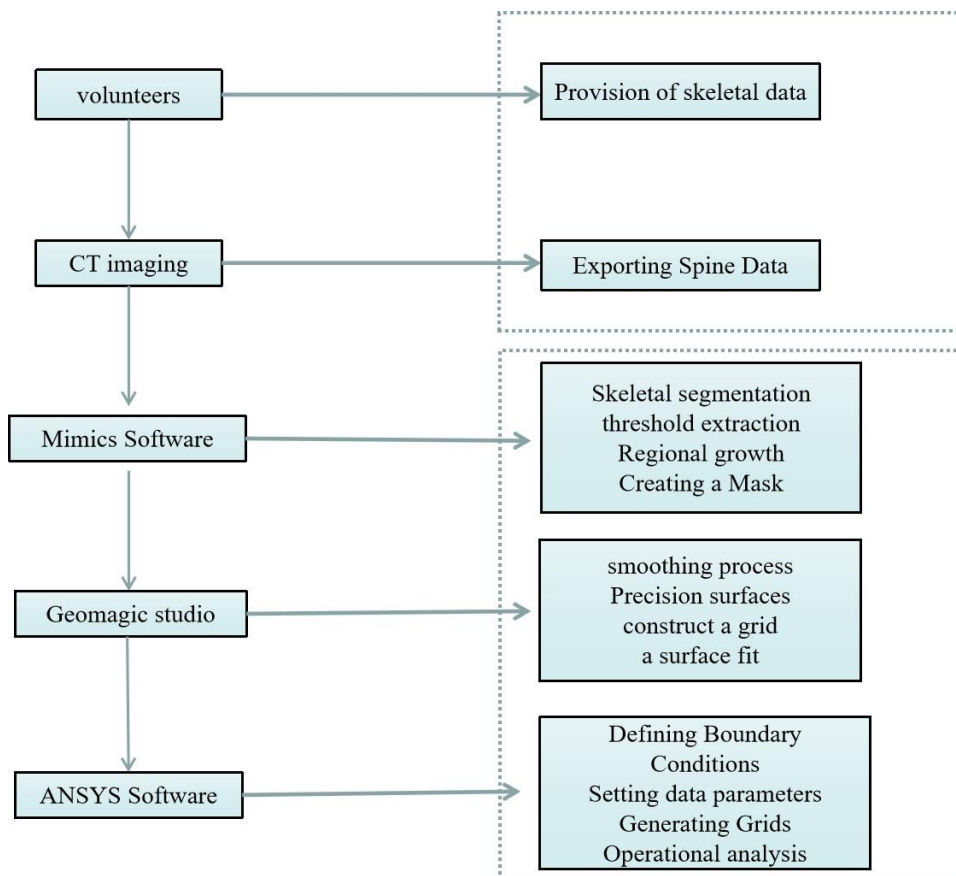 volunteers
Provision of skeletal data
CT imaging
Exporting Spine Data
Mimics Software
Skeletal segmentation
threshold extraction
Regional growth
Creating a Mask
Geomagic studio
smoothing process
Precision surfaces
construct a grid
a surface fit
ANSYS Software
Defining Boundary
Conditions
Setting data parameters
Generating Grids
Operational analysis